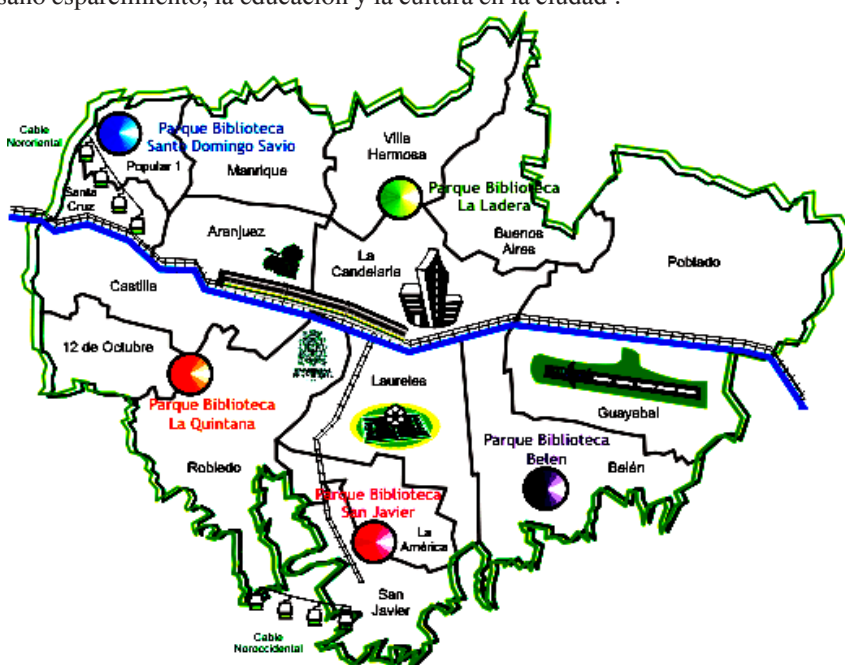 sano esparcimiento, la educación y la cultura en la ciudad".
Cable
Nororiental
Parque Biblioteca
Santo Domingo Savio
Popular 1
Manrique
Villa
Hermosa
Santa
Cruz
Parque Biblioteca
La Ladera
Buenos
Aires
Aranjuez
La
Candelaria
Poblado
Castilla
12 de Octubre
Laureles
Parque Biblioteca
La Quintana
Guayabal
Parque Biblioteca
Belen
Belén
Robledo
Parque Biblioteca
San Javier
La
América
San
Javier
Cable
Noroccidental